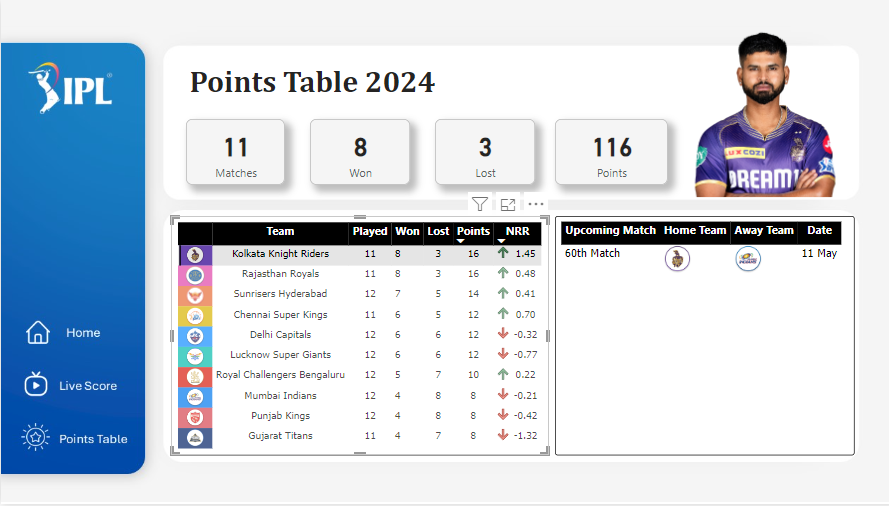 IPL
Points Table 2024
11
Matches
8
Won
3
Lost
116
Points
LUXCOZI
DREAM11
Home
Live Score
Points Table
Team Played Won Lost Points NRR
Kolkata Knight Riders 11 8 3 16 1.45
Rajasthan Royals 11 8 3 16 0.48
Sunrisers Hyderabad 12 7 5 14 0.41
Chennai Super Kings 11 6 5 12 0.70
Delhi Capitals 12 6 6 12 -0.32
Lucknow Super Giants 12 6 6 12 -0.77
Royal Challengers Bengaluru 12 5 7 10 0.22
Mumbai Indians 12 4 8 8 -0.21
Punjab Kings 12 4 8 8 -0.42
Gujarat Titans 11 4 7 8 -1.32
Upcoming Match Home Team Away Team Date
60th Match 11 May